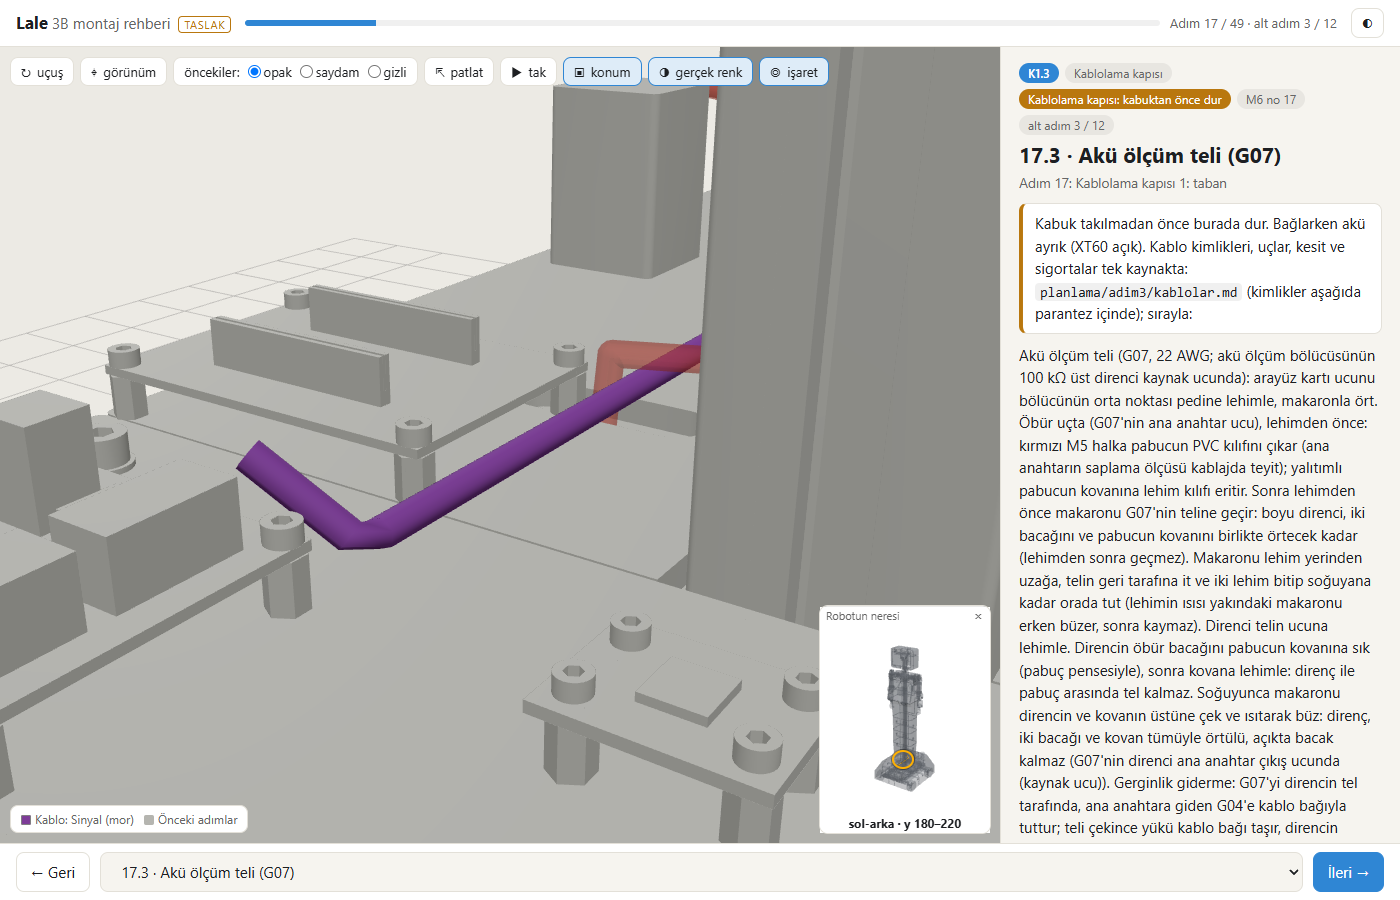 Lale 3B montaj rehberi TASLAK
Adım 17 / 49 · alt adım 3 / 12
↻ uçuş
⌖ görünüm
öncekiler: opak saydam gizli
⇱ patlat
▶ tak
▣ konum
◑ gerçek renk
◎ işaret
K1.3 Kablolama kapısı
Kablolama kapısı: kabuktan önce dur M6 no 17
alt adım 3 / 12
17.3 · Akü ölçüm teli (G07)
Adım 17: Kablolama kapısı 1: taban
Kabuk takılmadan önce burada dur. Bağlarken akü
ayrık (XT60 açık). Kablo kimlikleri, uçlar, kesit ve
sigortalar tek kaynakta:
planlama/adim3/kablolar.md (kimlikler aşağıda
parantez içinde); sırayla:
Akü ölçüm teli (G07, 22 AWG; akü ölçüm bölücüsünün
100 kΩ üst direnci kaynak ucunda): arayüz kartı ucunu
bölücünün orta noktası pedine lehimle, makaronla ört.
Öbür uçta (G07'nin ana anahtar ucu), lehimden önce:
kırmızı M5 halka pabucun PVC kılıfını çıkar (ana
anahtarın saplama ölçüsü kablajda teyit); yalıtımlı
pabucun kovanına lehim kılıfı eritir. Sonra lehimden
önce makaronu G07'nin teline geçir: boyu direnci, iki
bacağını ve pabucun kovanını birlikte örtecek kadar
(lehimden sonra geçmez). Makaronu lehim yerinden
uzağa, telin geri tarafına it ve iki lehim bitip soğuyana
kadar orada tut (lehimin ısısı yakındaki makaronu
erken büzer, sonra kaymaz). Direnci telin ucuna
lehimle. Direncin öbür bacağını pabucun kovanına sık
(pabuç pensesiyle), sonra kovana lehimle: direnç ile
pabuç arasında tel kalmaz. Soğuyunca makaronu
direncin ve kovanın üstüne çek ve ısıtarak büz: direnç,
iki bacağı ve kovan tümüyle örtülü, açıkta bacak
kalmaz (G07'nin direnci ana anahtar çıkış ucunda
(kaynak ucu)). Gerginlik giderme: G07'yi direncin tel
tarafında, ana anahtara giden G04'e kablo bağıyla
tuttur; teli çekince yükü kablo bağı taşır, direncin
Robotun neresi ×
sol-arka · y 180–220
Kablo: Sinyal (mor) Önceki adımlar
← Geri
17.3 · Akü ölçüm teli (G07)
İleri →